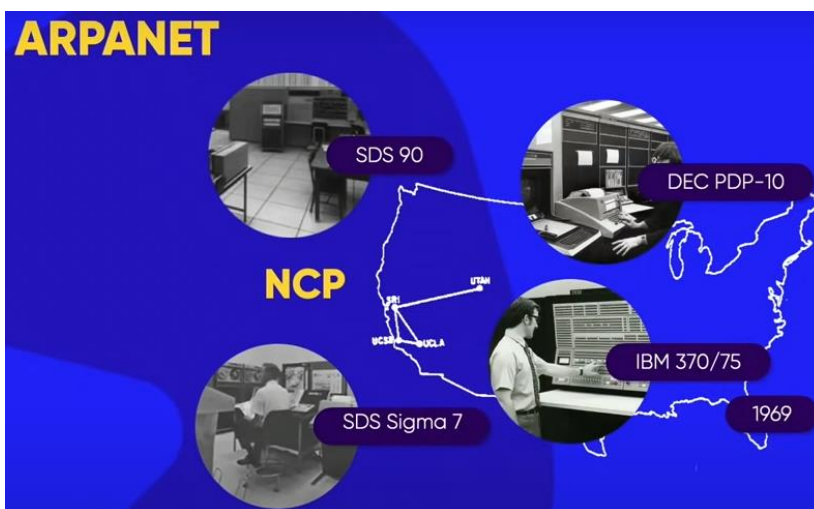 ARPANET
SDS 90
DEC PDP-10
UTAH
NCP
SRI
UCSB
UCLA
IBM 370/75
1969
SDS Sigma 7